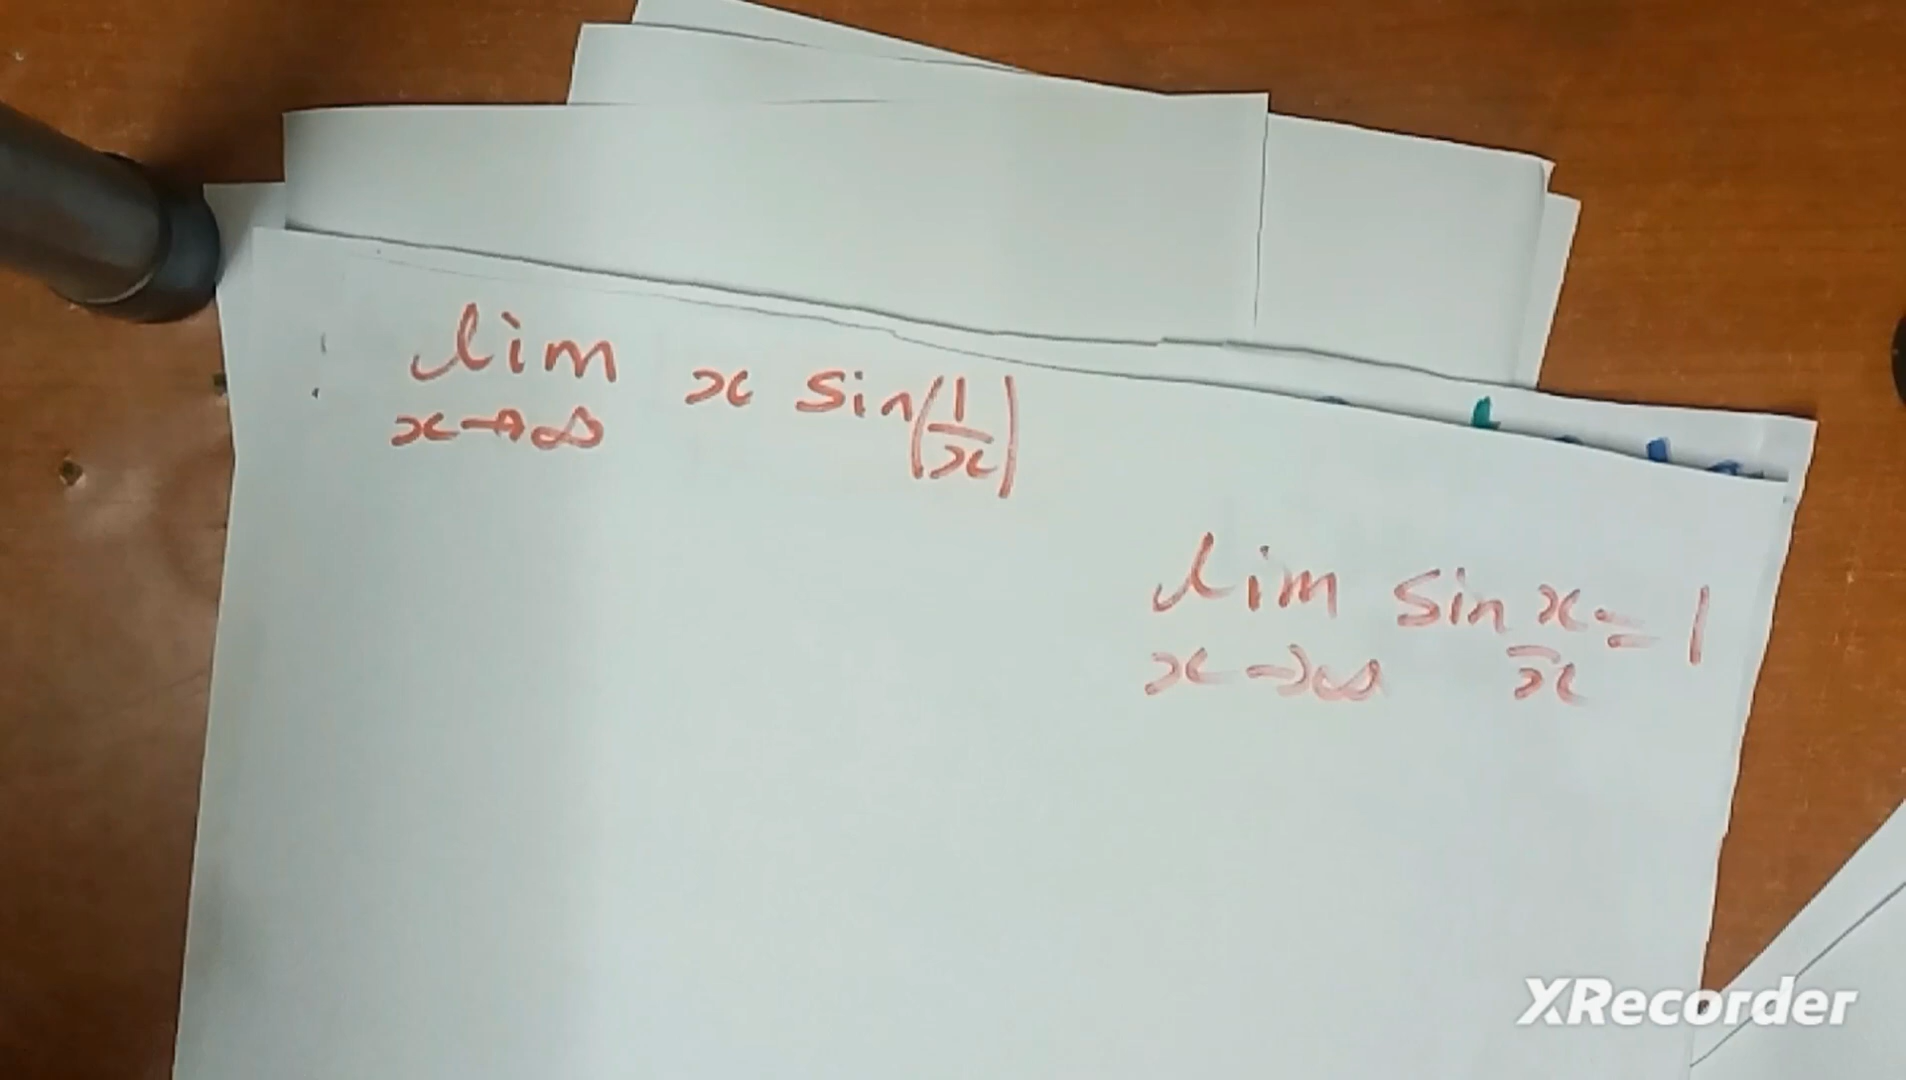 lim x sin(1/x)
x→∞
lim sin x/x = 1
x→∞
XRecorder